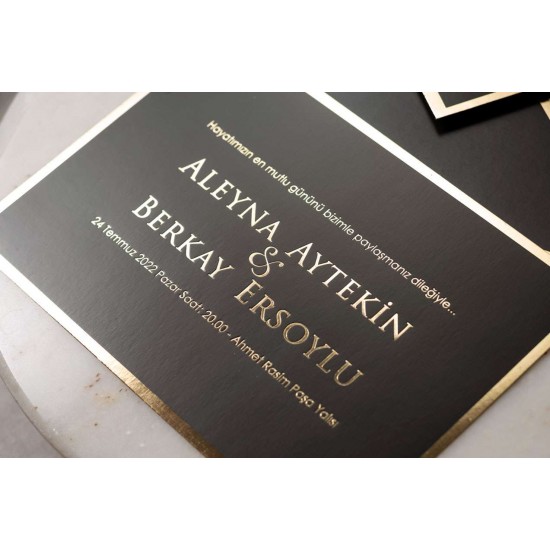 Hayatımızın en mutlu gününü bizimle paylaşmanız dileğiyle...
ALEYNA AYTEKİN
&
BERKAY ERSOYLU
24 Temmuz 2022 Pazar Saat: 20.00 - Ahmet Rasim Paşa Yalısı